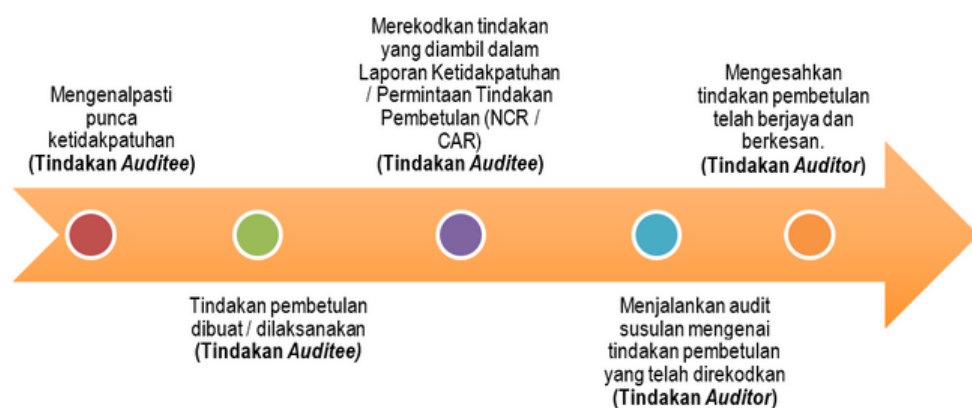 Mengenalpasti
punca
ketidakpatuhan
(Tindakan Auditee)
Tindakan pembetulan
dibuat / dilaksanakan
(Tindakan Auditee)
Merekodkan tindakan
yang diambil dalam
Laporan Ketidakpatuhan
/ Permintaan Tindakan
Pembetulan (NCR /
CAR)
(Tindakan Auditee)
Menjalankan audit
susulan mengenai
tindakan pembetulan
yang telah direkodkan
(Tindakan Auditor)
Mengesahkan
tindakan pembetulan
telah berjaya dan
berkesan.
(Tindakan Auditor)